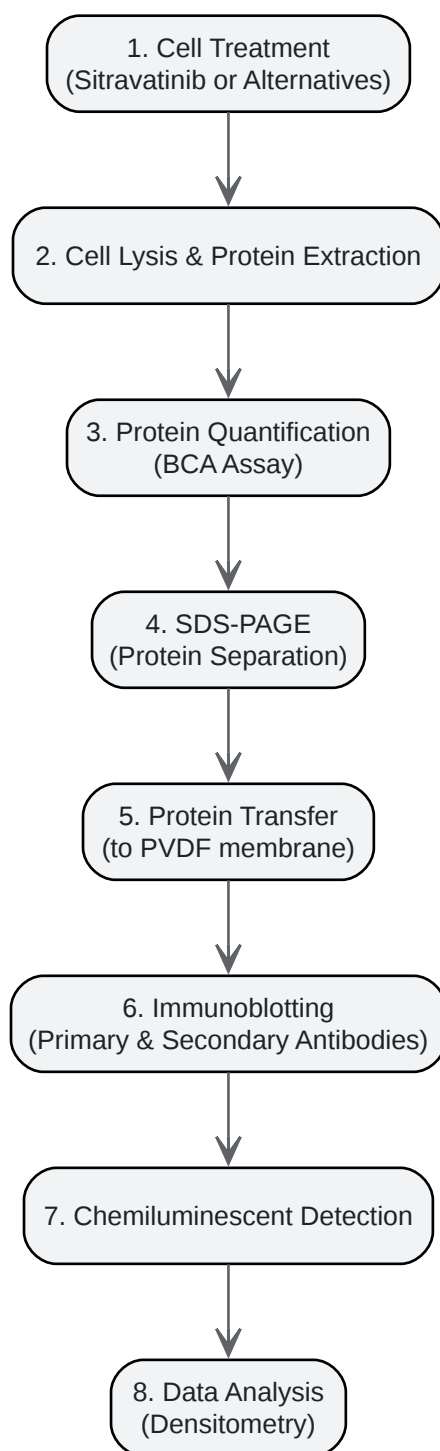 1. Cell Treatment
(Sitravatinib or Alternatives)
2. Cell Lysis & Protein Extraction
3. Protein Quantification
(BCA Assay)
4. SDS-PAGE
(Protein Separation)
5. Protein Transfer
(to PVDF membrane)
6. Immunoblotting
(Primary & Secondary Antibodies)
7. Chemiluminescent Detection
8. Data Analysis
(Densitometry)